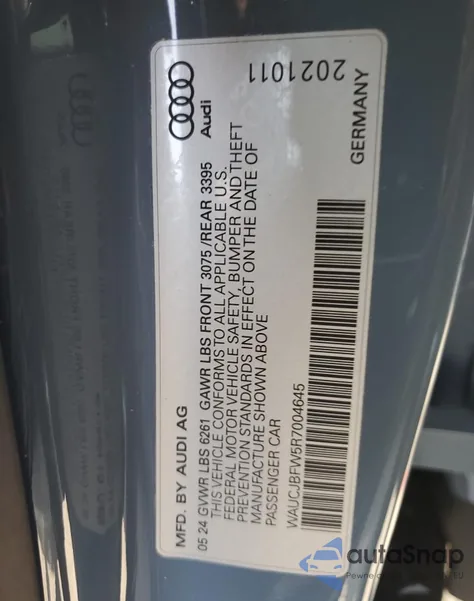 MFD. BY AUDI AG
05 24 GVWR LBS 6261 GAWR LBS FRONT 3075 /REAR 3395
THIS VEHICLE CONFORMS TO ALL APPLICABLE U.S.
FEDERAL MOTOR VEHICLE SAFETY, BUMPER AND THEFT
PREVENTION STANDARDS IN EFFECT ON THE DATE OF
MANUFACTURE SHOWN ABOVE
PASSENGER CAR
WAUCJBFW5R7004645
Audi
2021011
GERMANY
autoSnap